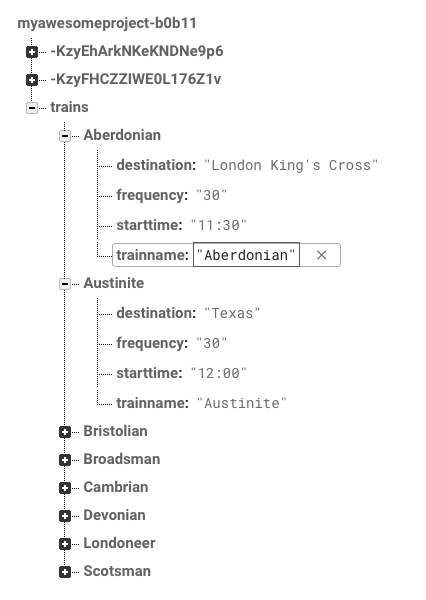 myawesomeproject-b0b11
-KzyEhArkNKeKNDNe9p6
-KzyFHCZZIWE0L176Z1v
trains
Aberdonian
destination: "London King's Cross"
frequency: "30"
starttime: "11:30"
trainname: "Aberdonian" ×
Austinite
destination: "Texas"
frequency: "30"
starttime: "12:00"
trainname: "Austinite"
Bristolian
Broadsman
Cambrian
Devonian
Londoneer
Scotsman